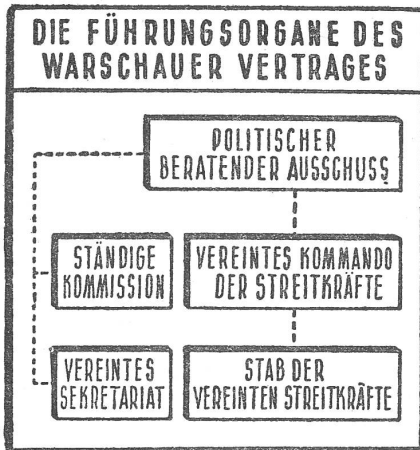 DIE FÜHRUNGSORGANE DES
WARSCHAUER VERTRAGES
POLITISCHER
BERATENDER AUSSCHUSS
STÄNDIGE
KOMMISSION
VEREINTES KOMMANDO
DER STREITKRÄFTE
VEREINTES
SEKRETARIAT
STAB DER
VEREINTEN STREITKRÄFTE